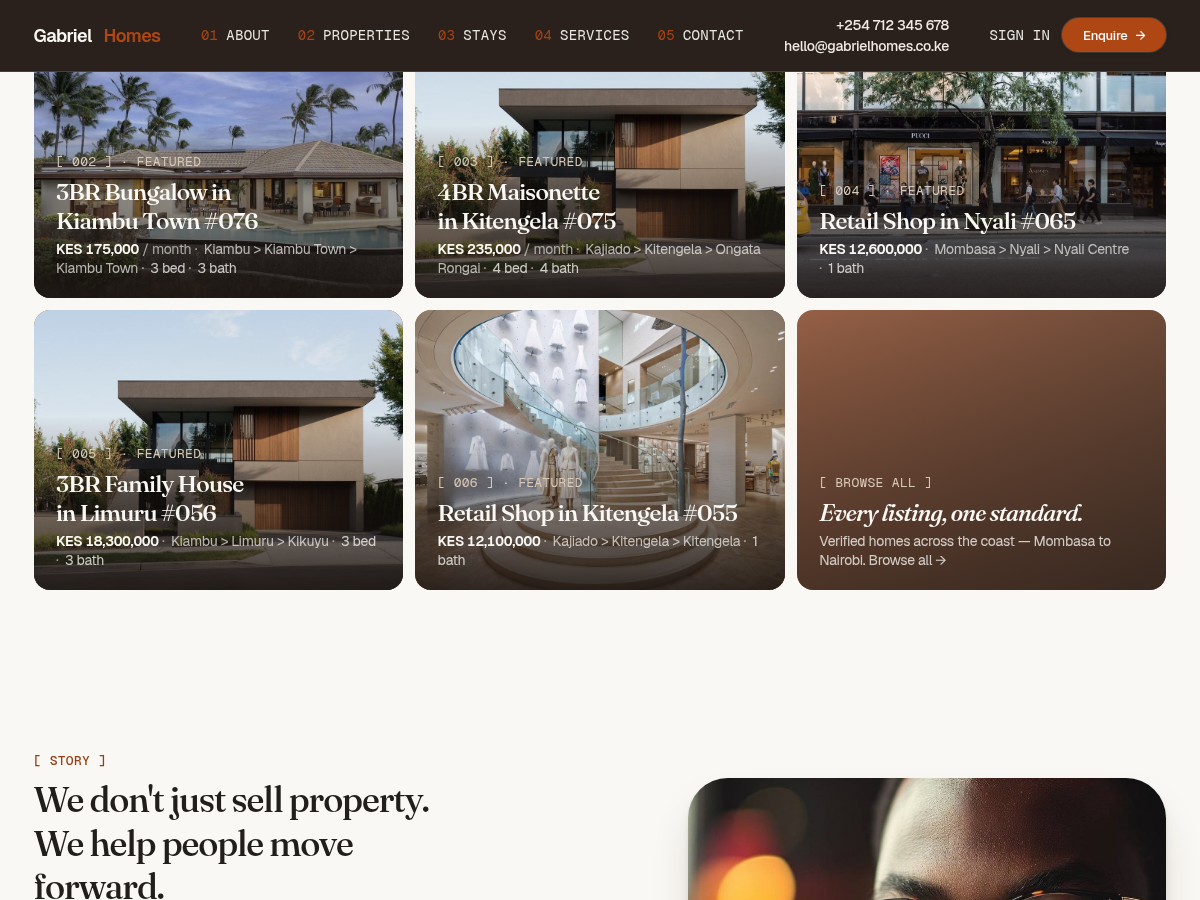 Gabriel Homes
01 ABOUT
02 PROPERTIES
03 STAYS
04 SERVICES
05 CONTACT
+254 712 345 678
hello@gabrielhomes.co.ke
SIGN IN
Enquire →
[ 002 ] · FEATURED
3BR Bungalow in
Kiambu Town #076
KES 175,000 / month · Kiambu > Kiambu Town >
Kiambu Town · 3 bed · 3 bath
[ 003 ] · FEATURED
4BR Maisonette
in Kitengela #075
KES 235,000 / month · Kajiado > Kitengela > Ongata
Rongai · 4 bed · 4 bath
PUCCI
[ 004 ] · FEATURED
Retail Shop in Nyali #065
KES 12,600,000 · Mombasa > Nyali > Nyali Centre
· 1 bath
[ 005 ] · FEATURED
3BR Family House
in Limuru #056
KES 18,300,000 · Kiambu > Limuru > Kikuyu · 3 bed
· 3 bath
[ 006 ] · FEATURED
Retail Shop in Kitengela #055
KES 12,100,000 · Kajiado > Kitengela > Kitengela · 1
bath
[ BROWSE ALL ]
Every listing, one standard.
Verified homes across the coast — Mombasa to
Nairobi. Browse all →
[ STORY ]
We don't just sell property.
We help people move
forward.